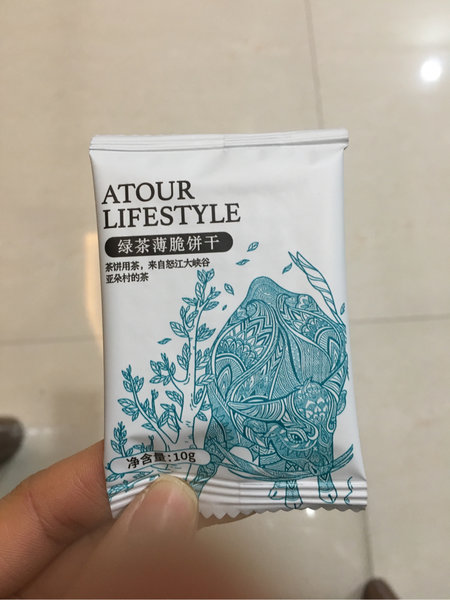 ATOUR
LIFESTYLE
绿茶薄脆饼干
茶饼用茶，来自怒江大峡谷
亚朵村的茶
净含量:10g